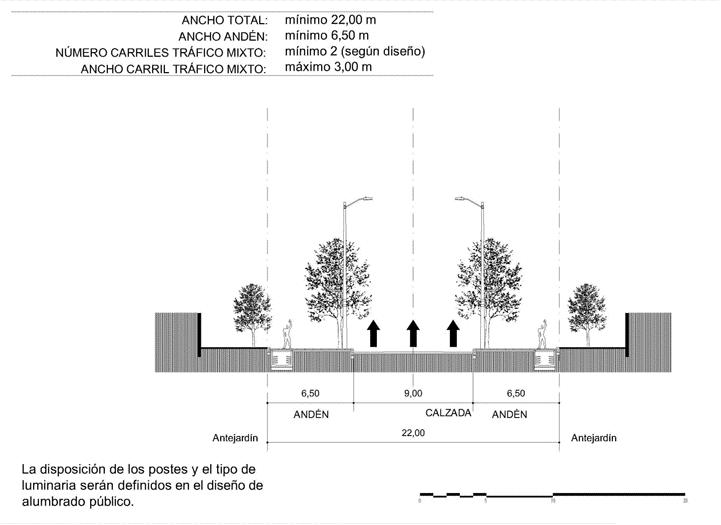 ANCHO TOTAL: mínimo 22,00 m
ANCHO ANDÉN: mínimo 6,50 m
NÚMERO CARRILES TRÁFICO MIXTO: mínimo 2 (según diseño)
ANCHO CARRIL TRÁFICO MIXTO: máximo 3,00 m
6,50 9,00 6,50
ANDÉN CALZADA ANDÉN
Antejardín 22,00 Antejardín
La disposición de los postes y el tipo de
luminaria serán definidos en el diseño de
alumbrado público.
0 5 10 20